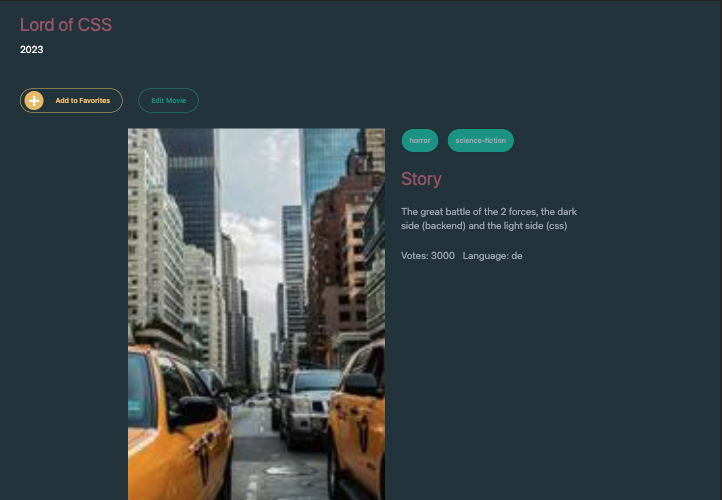 Lord of CSS
2023
Add to Favorites
Edit Movie
horror
science-fiction
Story
The great battle of the 2 forces, the dark
side (backend) and the light side (css)
Votes: 3000 Language: de